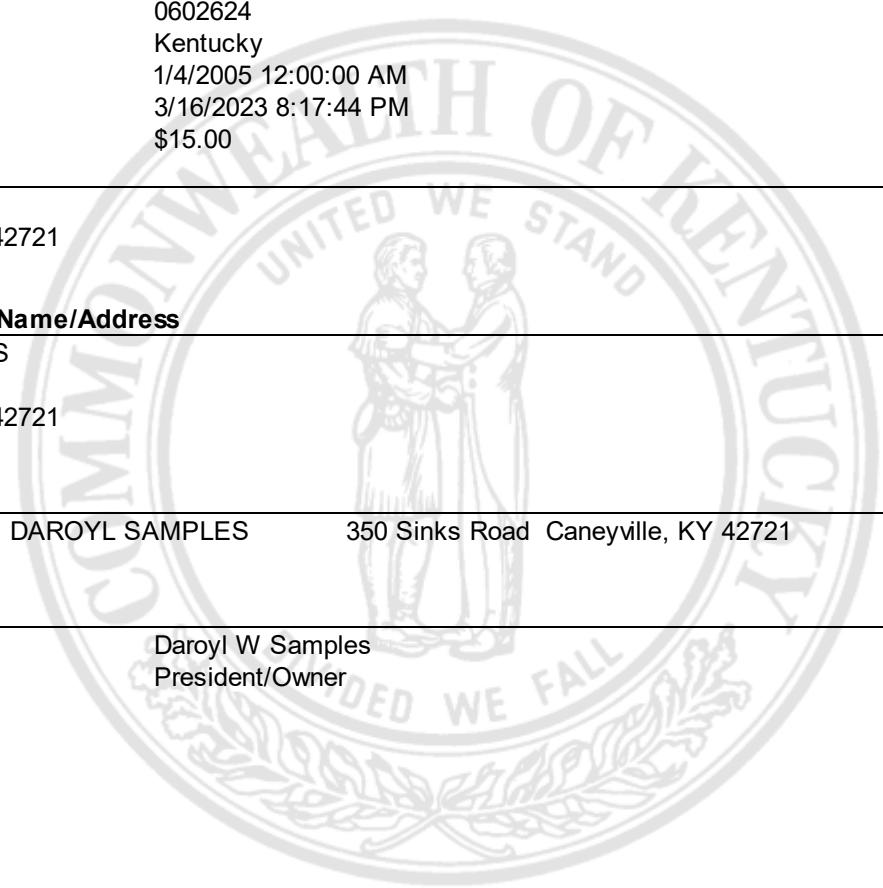 0602624
Kentucky
1/4/2005 12:00:00 AM
3/16/2023 8:17:44 PM
$15.00
COMMONWEALTH OF KENTUCKY
UNITED WE STAND
42721
Name/Address
S
42721
DAROYL SAMPLES 350 Sinks Road Caneyville, KY 42721
Daroyl W Samples
President/Owner
DIVIDED WE FALL